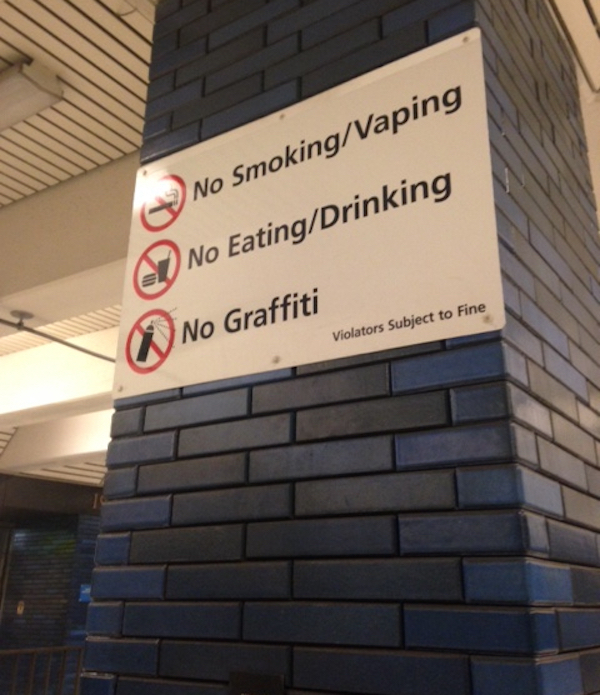 No Smoking/Vaping
No Eating/Drinking
No Graffiti
Violators Subject to Fine